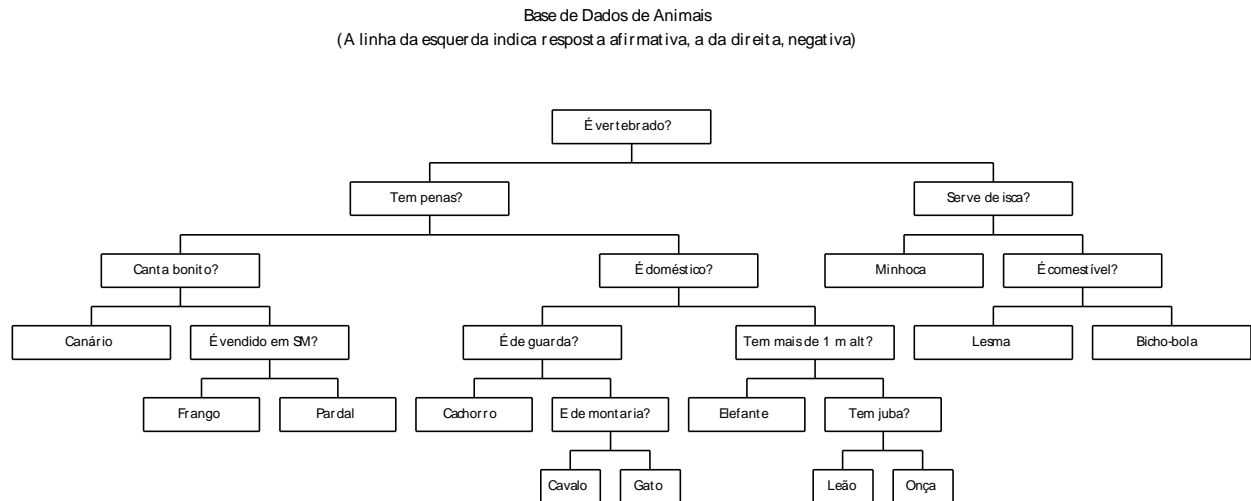 Base de Dados de Animais
(A linha da esquerda indica resposta afirmativa, a da direita, negativa)
É vertebrado?
Tem penas?
Serve de isca?
Canta bonito?
É doméstico?
Minhoca
É comestível?
Canário
É vendido em SM?
É de guarda?
Tem mais de 1 m alt?
Lesma
Bicho-bola
Frango
Pardal
Cachorro
E de montaria?
Elefante
Tem juba?
Cavalo
Gato
Leão
Onça